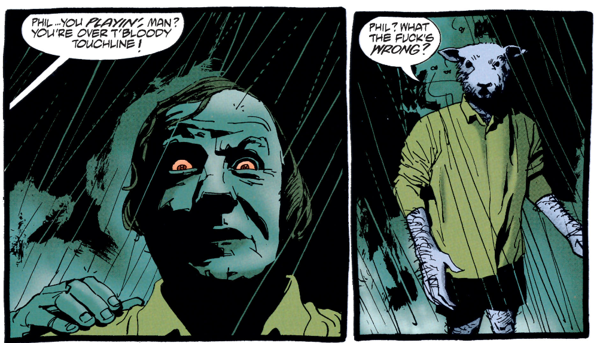 PHIL...YOU PLAYIN', MAN?
YOU'RE OVER T'BLOODY
TOUCHLINE!
PHIL? WHAT
THE FUCK'S
WRONG?